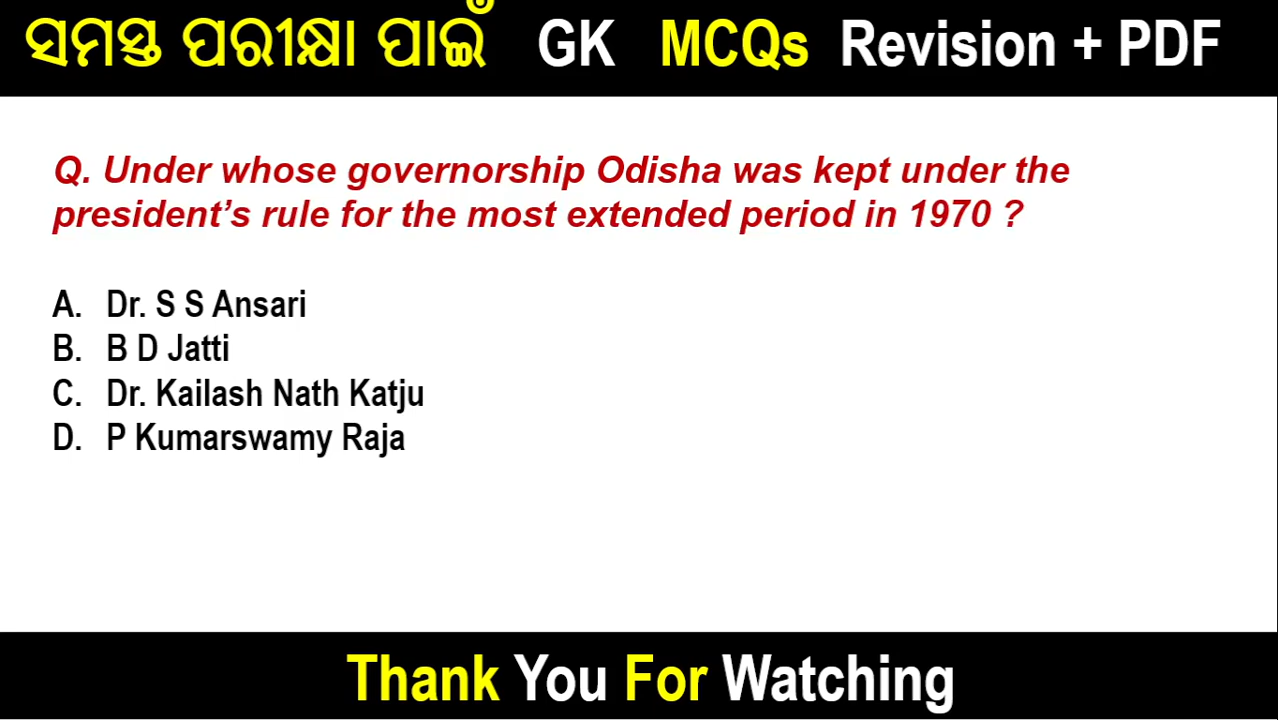 ସମସ୍ତ ପରୀକ୍ଷା ପାଇଁ GK MCQs Revision + PDF
Q. Under whose governorship Odisha was kept under the
president’s rule for the most extended period in 1970 ?
A. Dr. S S Ansari
B. B D Jatti
C. Dr. Kailash Nath Katju
D. P Kumarswamy Raja
Thank You For Watching